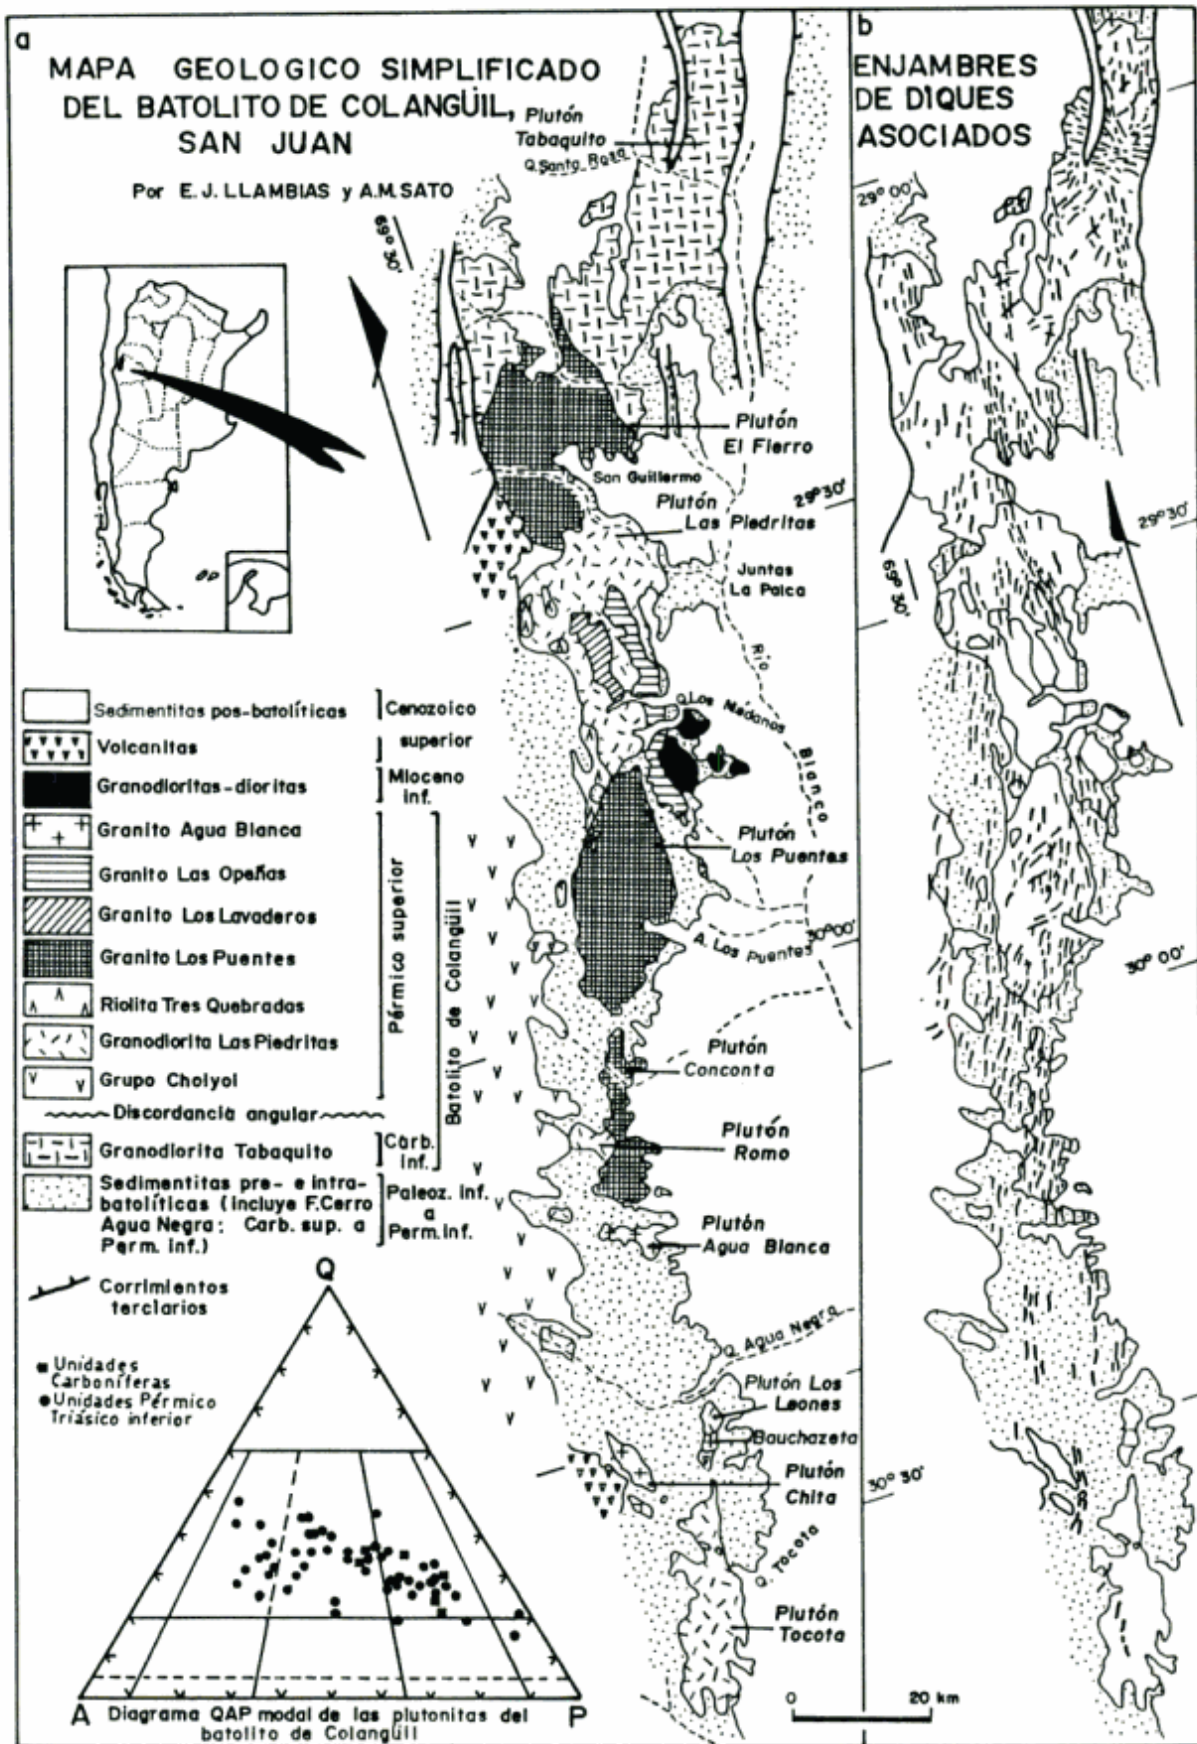 a
MAPA GEOLOGICO SIMPLIFICADO
DEL BATOLITO DE COLANGÜIL,
SAN JUAN
Por E. J. LLAMBIAS y A.M. SATO
Plutón
Tabaquito
Q. Santa Rosa
69° 30'
Plutón
El Fierro
San Guillermo
29° 30'
Plutón
Las Piedritas
Juntas
La Palca
Río
Blanco
Q. Los Médanos
Plutón
Los Puentes
A. Los Puentes
30° 00'
Plutón
Conconta
Plutón
Romo
Plutón
Agua Blanca
Q. Agua Negra
Plutón Los
Leones
Bauchazeta
Plutón
Chita
Q. Tocota
Plutón
Tocota
0 20 km
Sedimentitas pos-batolíticas
Volcanitas
Cenozoico
superior
Granodioritas-dioritas
Mioceno
inf.
Granito Agua Blanca
Granito Las Opeñas
Granito Los Lavaderos
Granito Los Puentes
Riolita Tres Quebradas
Granodiorita Las Piedritas
Grupo Choiyoi
Pérmico superior
Batolito de Colangüil
Discordancia angular
Granodiorita Tabaquito
Carb.
inf.
Sedimentitas pre- e intra-
batolíticas (incluye F. Cerro
Agua Negra: Carb. sup. a
Perm. inf.)
Paleoz. inf.
a
Perm. inf.
Corrimientos
terciarios
Unidades
Carboníferas
Unidades Pérmico
Triásico inferior
Q
A
P
Diagrama QAP modal de las plutonitas del
batolito de Colangüil
b
ENJAMBRES
DE DIQUES
ASOCIADOS
29° 00'
29° 30'
69° 30'
30° 00'
30° 30'